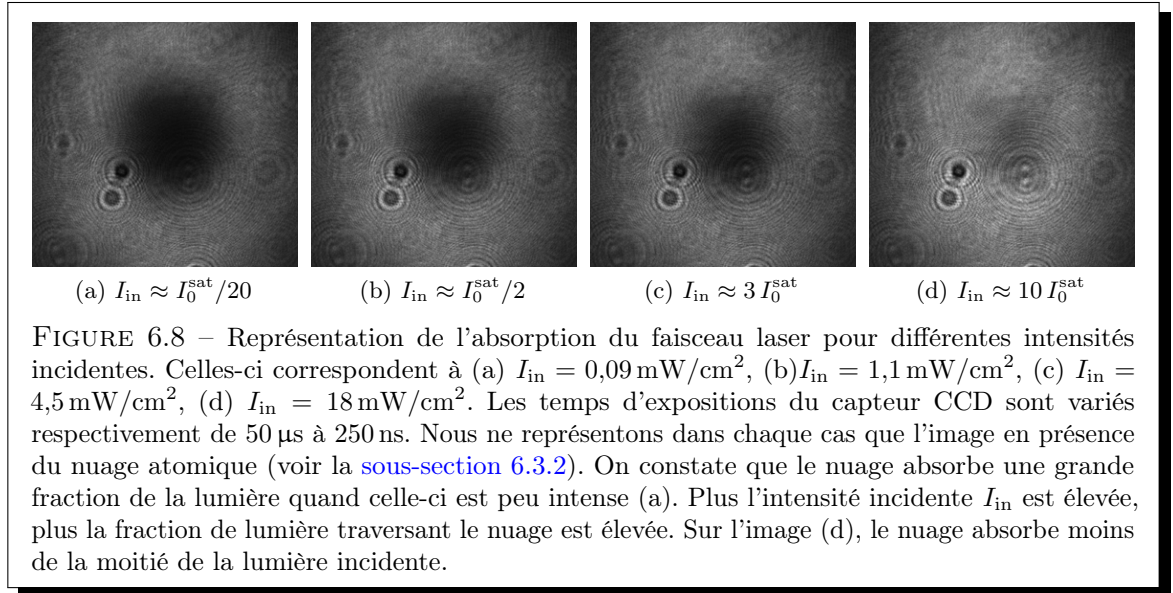 (a) I_in ≈ I_0^sat/20
(b) I_in ≈ I_0^sat/2
(c) I_in ≈ 3 I_0^sat
(d) I_in ≈ 10 I_0^sat
FIGURE 6.8 – Représentation de l'absorption du faisceau laser pour différentes intensités
incidentes. Celles-ci correspondent à (a) I_in = 0,09 mW/cm², (b)I_in = 1,1 mW/cm², (c) I_in =
4,5 mW/cm², (d) I_in = 18 mW/cm². Les temps d'expositions du capteur CCD sont variés
respectivement de 50 µs à 250 ns. Nous ne représentons dans chaque cas que l'image en présence
du nuage atomique (voir la sous-section 6.3.2). On constate que le nuage absorbe une grande
fraction de la lumière quand celle-ci est peu intense (a). Plus l'intensité incidente I_in est élevée,
plus la fraction de lumière traversant le nuage est élevée. Sur l'image (d), le nuage absorbe moins
de la moitié de la lumière incidente.